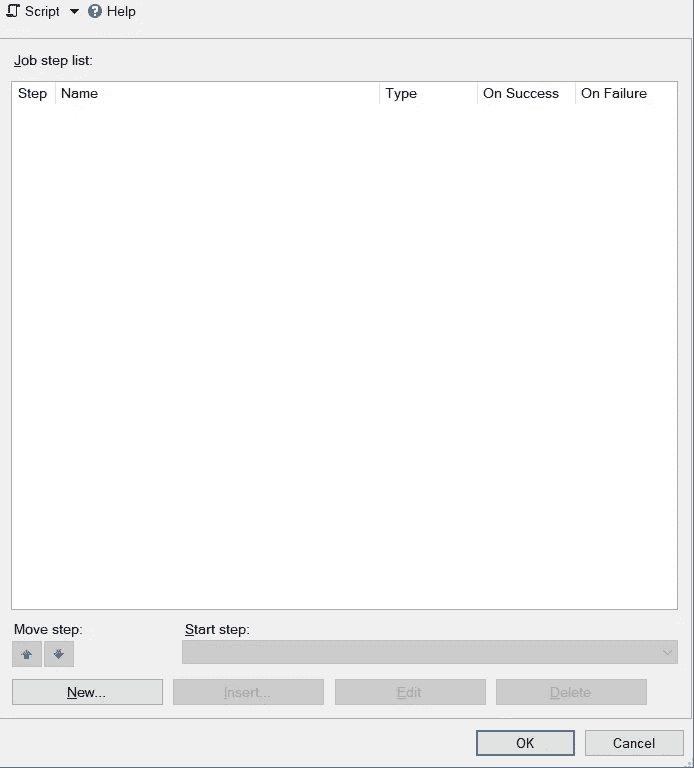 Script Help
Job step list:
Step Name Type On Success On Failure
Move step: Start step:
New... Insert... Edit Delete
OK Cancel